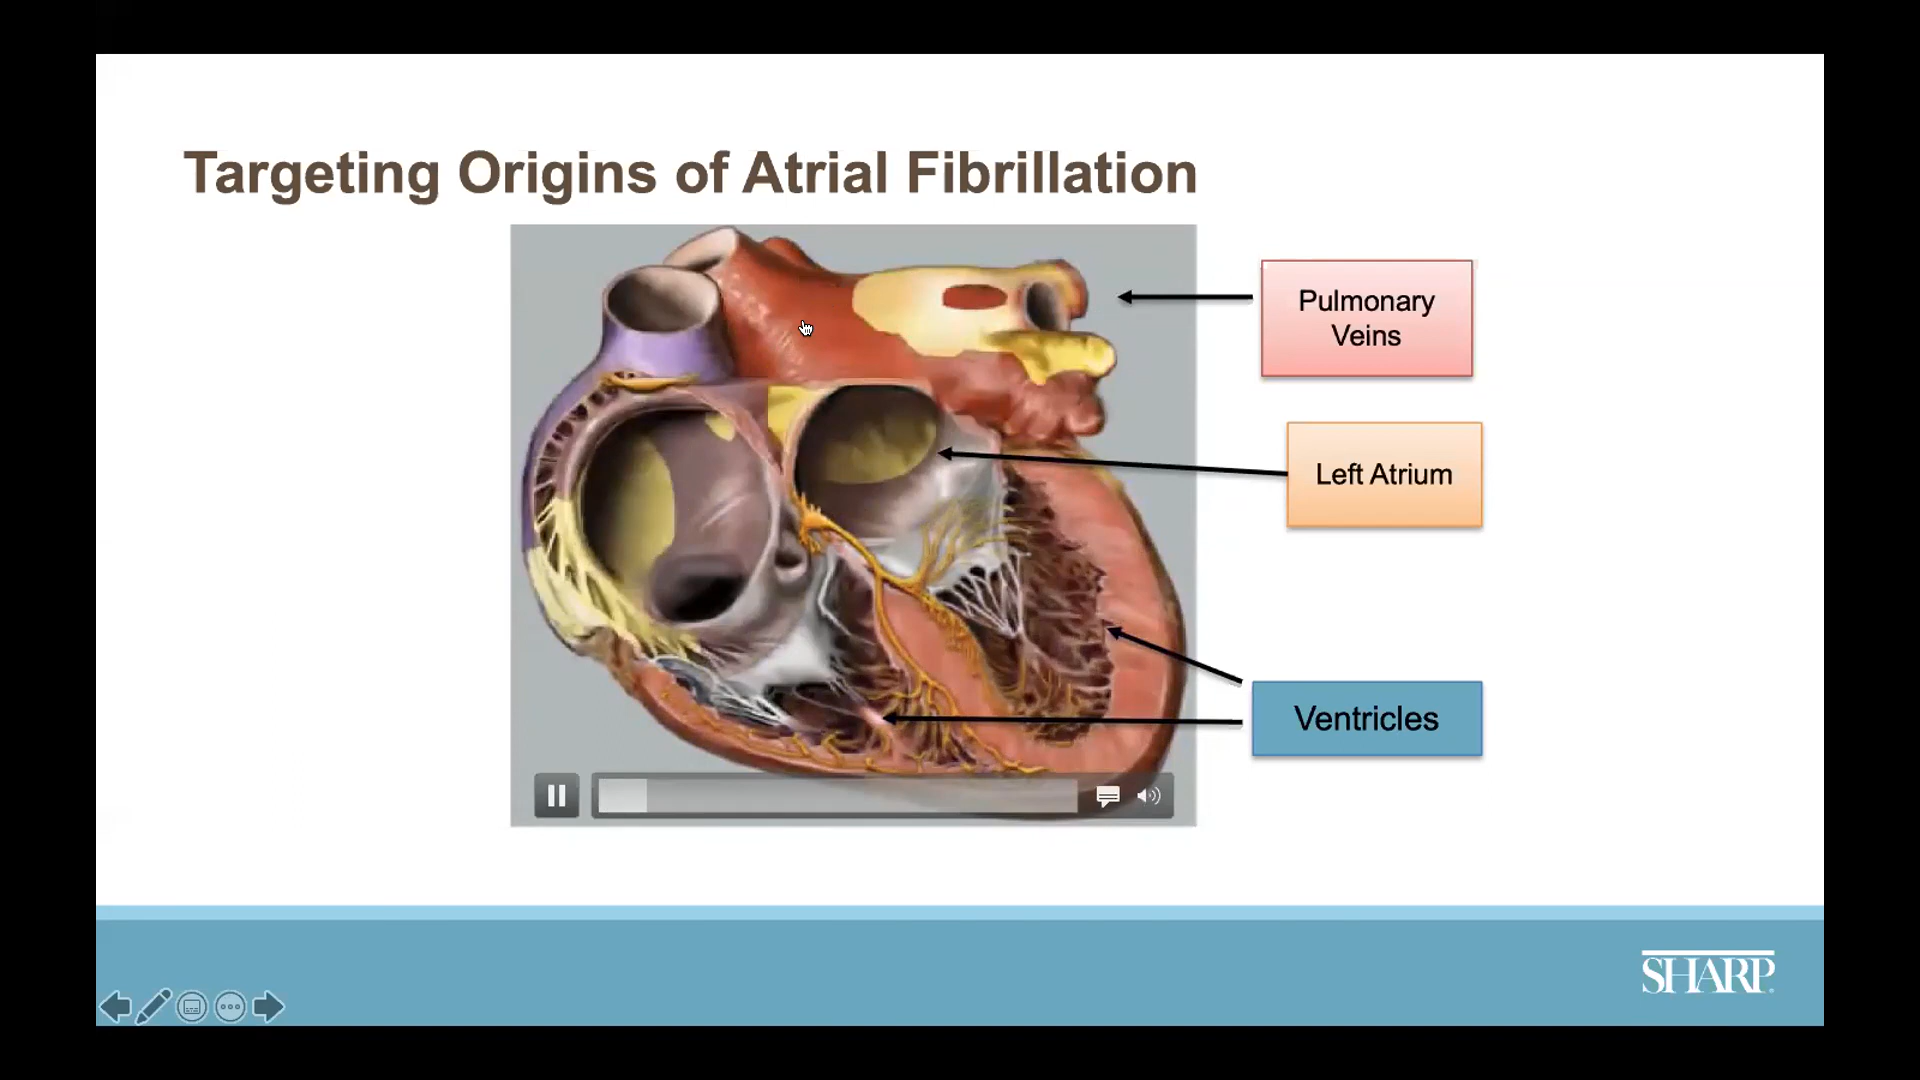 Targeting Origins of Atrial Fibrillation
Pulmonary
Veins
Left Atrium
Ventricles
SHARP